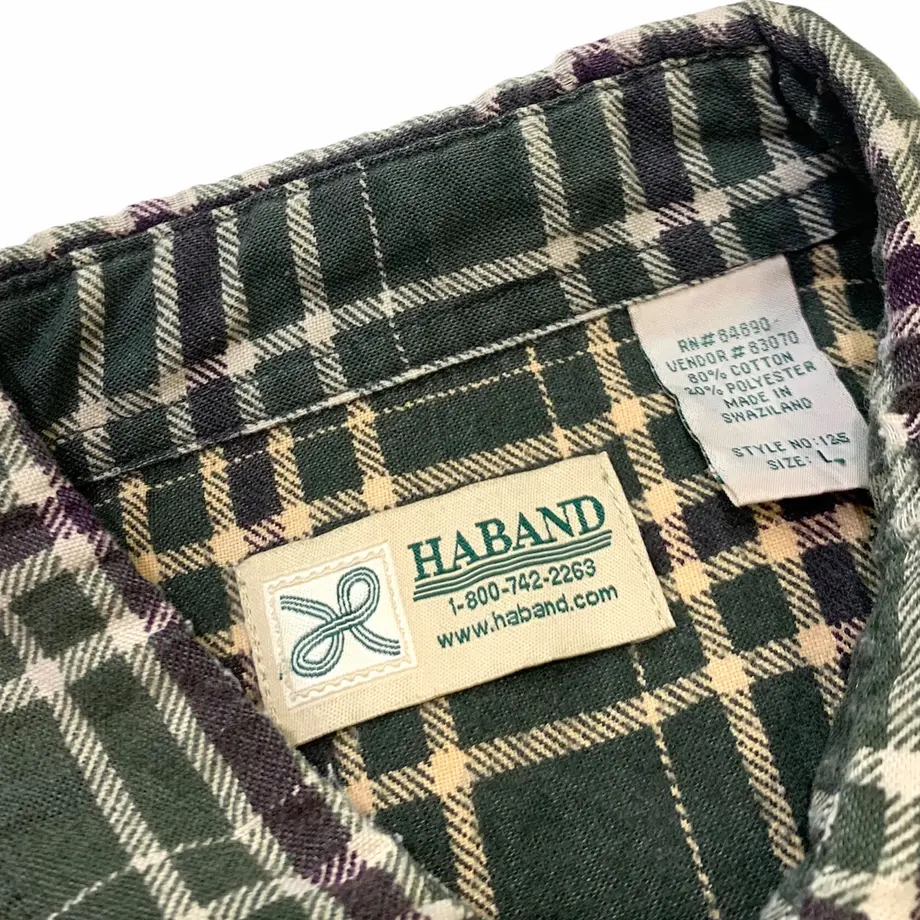 HABAND
1-800-742-2263
www.haband.com
RN#84690
VENDOR #83070
80% COTTON
20% POLYESTER
MADE IN
SWAZILAND
STYLE NO:125
SIZE: L